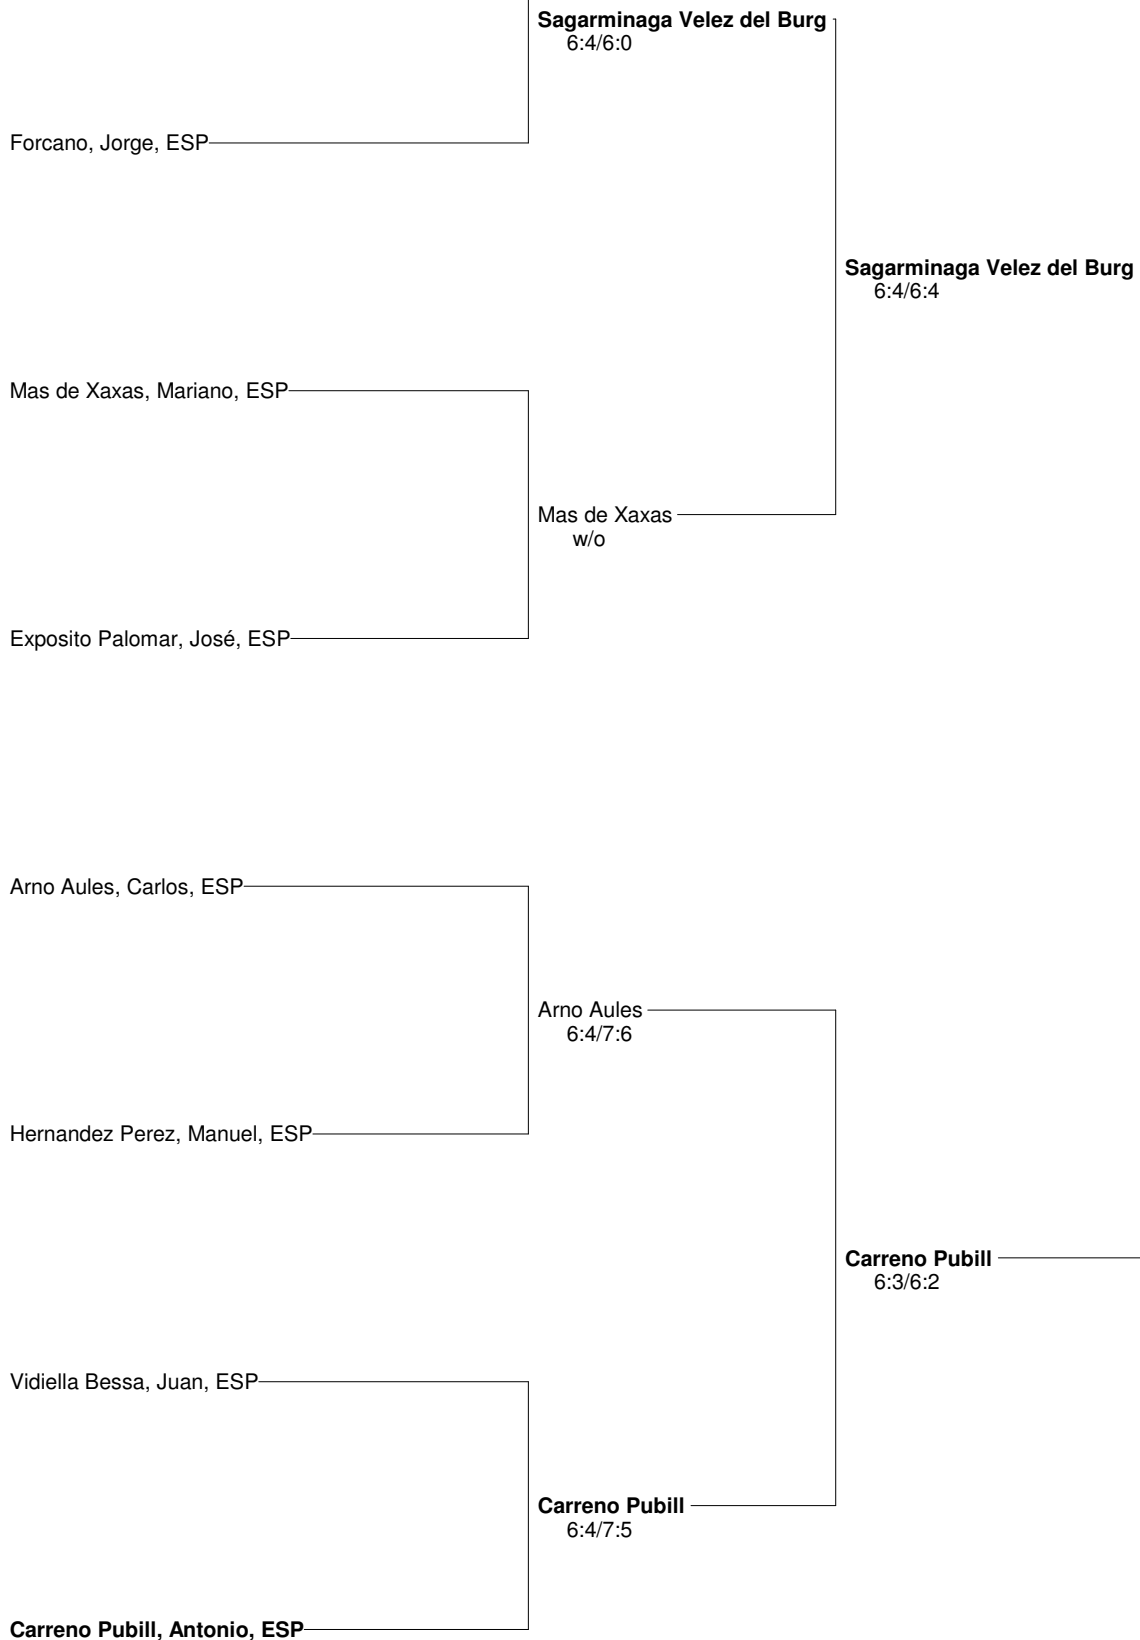 Sagarminaga Velez del Burg
6:4/6:0
Forcano, Jorge, ESP
Sagarminaga Velez del Burg
6:4/6:4
Mas de Xaxas, Mariano, ESP
Mas de Xaxas
w/o
Exposito Palomar, José, ESP
Arno Aules, Carlos, ESP
Arno Aules
6:4/7:6
Hernandez Perez, Manuel, ESP
Carreno Pubill
6:3/6:2
Vidiella Bessa, Juan, ESP
Carreno Pubill
6:4/7:5
Carreno Pubill, Antonio, ESP